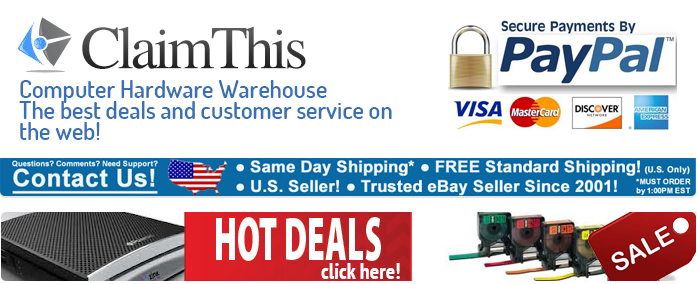 ClaimThis
Computer Hardware Warehouse
The best deals and customer service on
the web!
Secure Payments By
PayPal™
VISA MasterCard DISCOVER NETWORK AMERICAN EXPRESS
Questions? Comments? Need Support?
Contact Us!
● Same Day Shipping* ● FREE Standard Shipping! (U.S. Only)
● U.S. Seller! ● Trusted eBay Seller Since 2001! *MUST ORDER
by 1:00PM EST
HOT DEALS
click here!
SALE